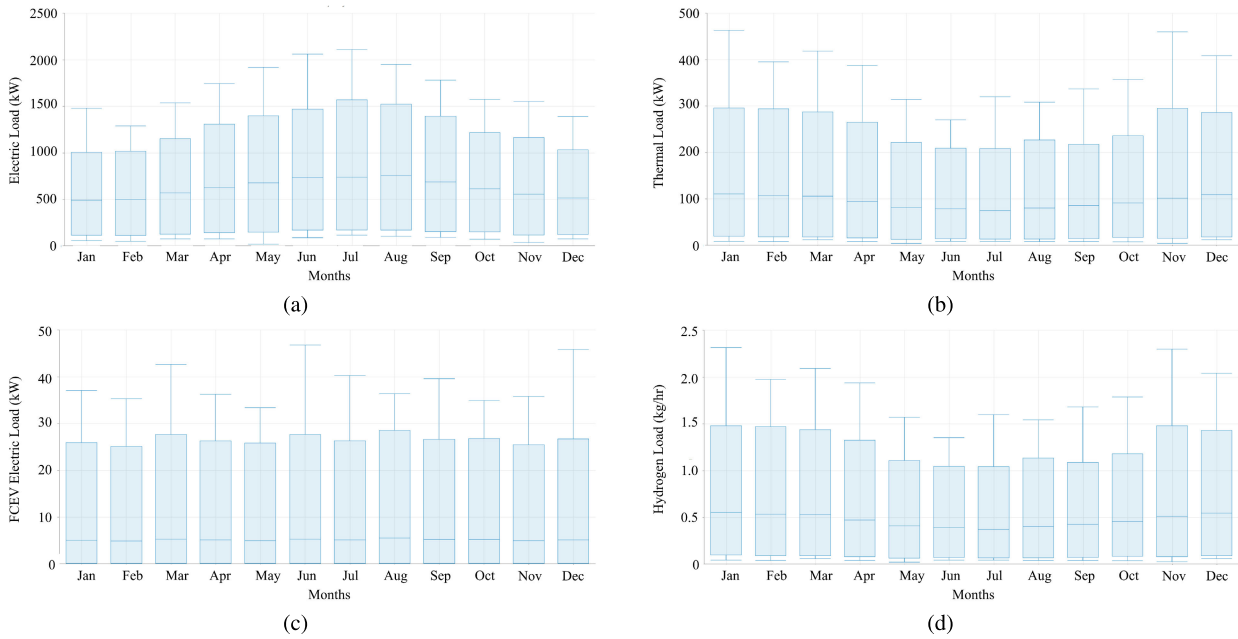 2500
2000
1500
1000
500
0
Electric Load (kW)
Jan Feb Mar Apr May Jun Jul Aug Sep Oct Nov Dec
Months
(a)
500
400
300
200
100
0
Thermal Load (kW)
Jan Feb Mar Apr May Jun Jul Aug Sep Oct Nov Dec
Months
(b)
50
40
30
20
10
0
FCEV Electric Load (kW)
Jan Feb Mar Apr May Jun Jul Aug Sep Oct Nov Dec
Months
(c)
2.5
2.0
1.5
1.0
0.5
0
Hydrogen Load (kg/hr)
Jan Feb Mar Apr May Jun Jul Aug Sep Oct Nov Dec
Months
(d)